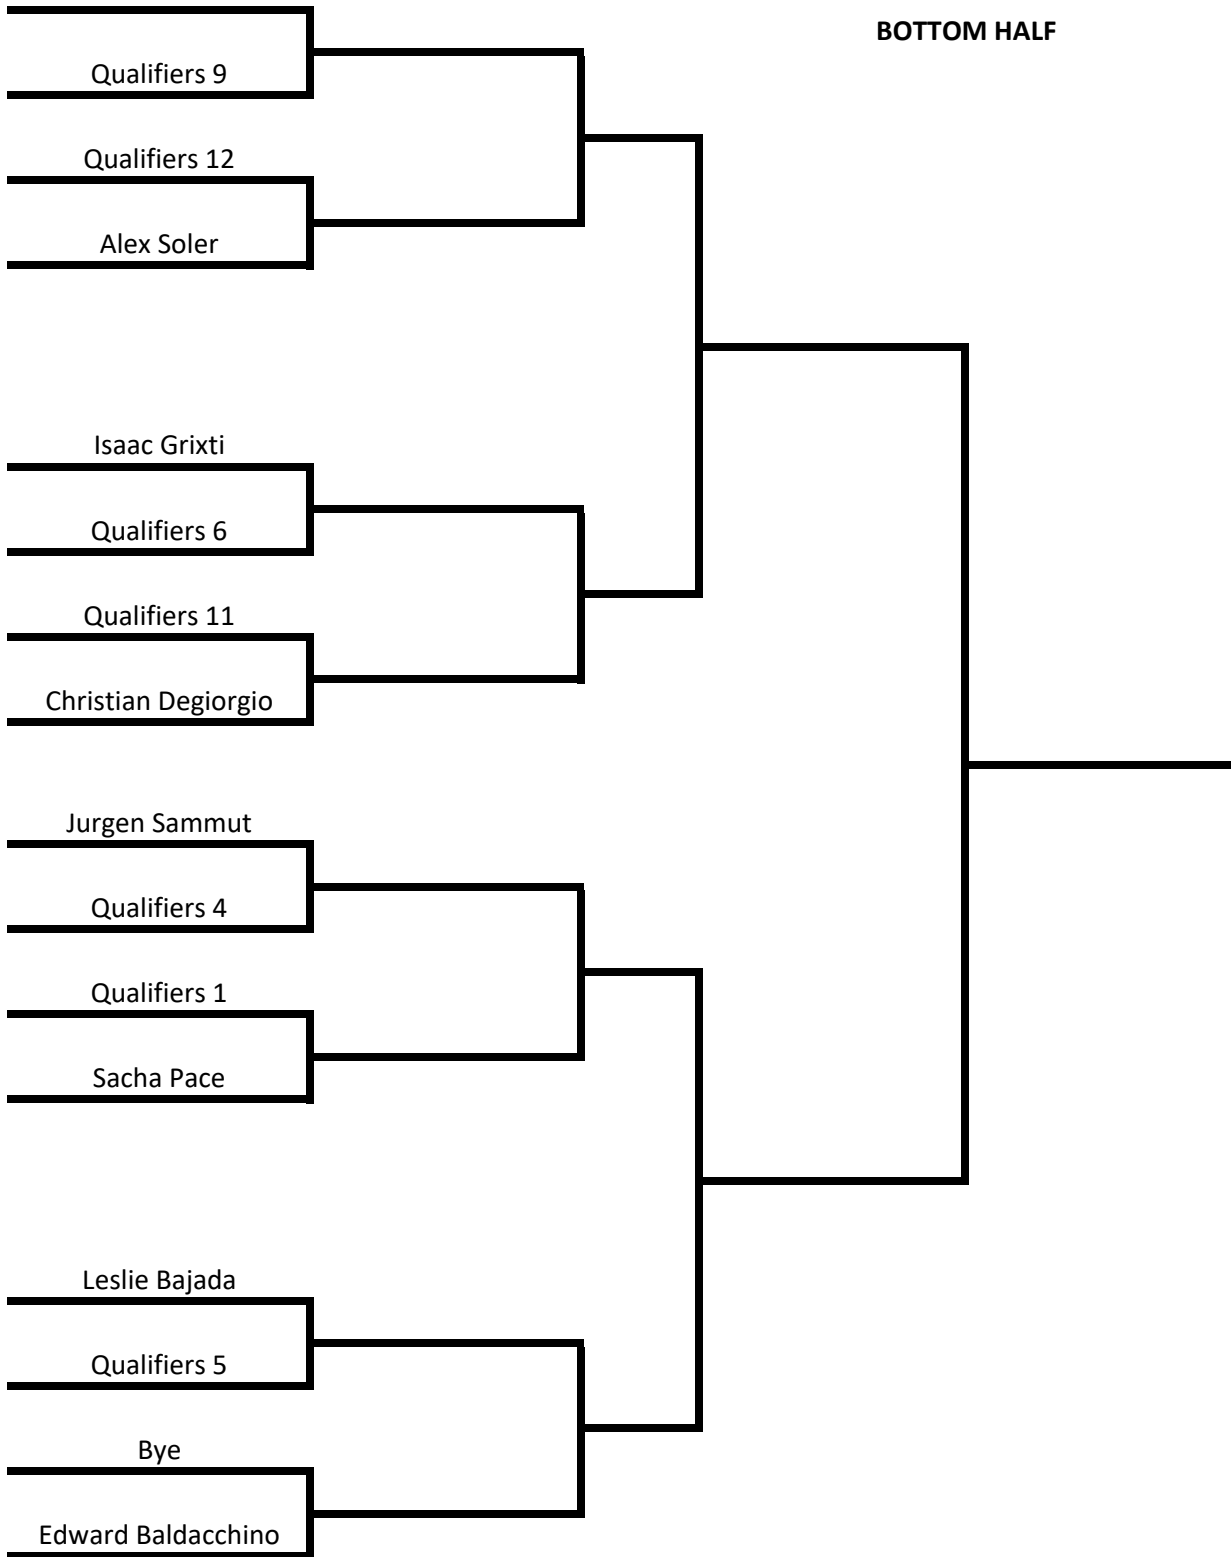 BOTTOM HALF
Qualifiers 9
Qualifiers 12
Alex Soler
Isaac Grixti
Qualifiers 6
Qualifiers 11
Christian Degiorgio
Jurgen Sammut
Qualifiers 4
Qualifiers 1
Sacha Pace
Leslie Bajada
Qualifiers 5
Bye
Edward Baldacchino